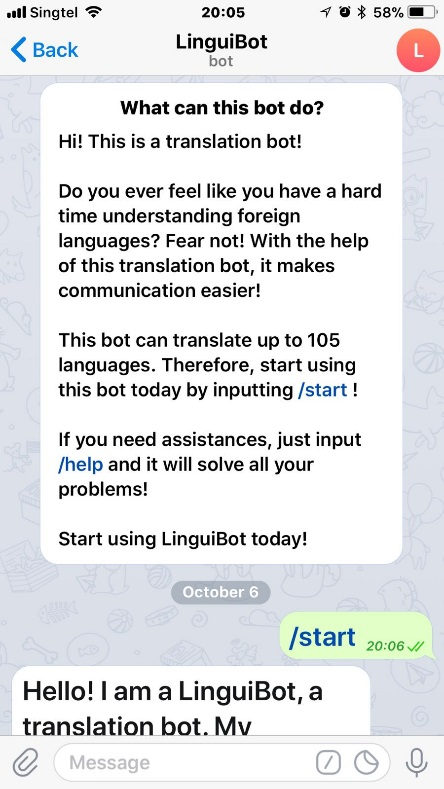 Singtel 20:05 58%
Back LinguiBot L
bot
What can this bot do?
Hi! This is a translation bot!
Do you ever feel like you have a hard
time understanding foreign
languages? Fear not! With the help
of this translation bot, it makes
communication easier!
This bot can translate up to 105
languages. Therefore, start using
this bot today by inputting /start !
If you need assistances, just input
/help and it will solve all your
problems!
Start using LinguiBot today!
October 6
/start 20:06
Hello! I am a LinguiBot, a
translation bot. My
Message